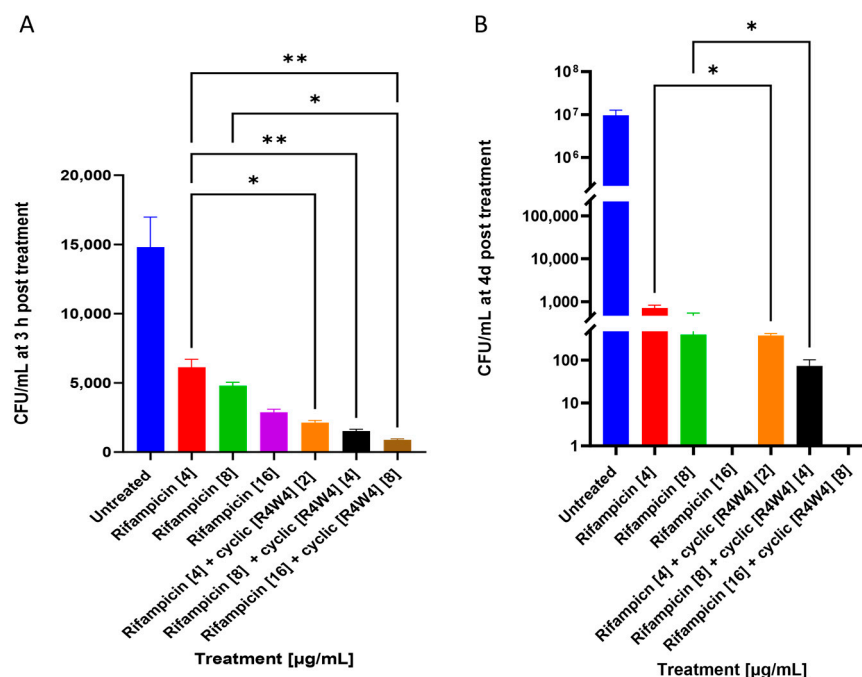 A
**
*
**
*
20,000
15,000
10,000
5,000
0
CFU/mL at 3 h post treatment
Untreated
Rifampicin [4]
Rifampicin [8]
Rifampicin [16]
Rifampicin [4] + cyclic [R4W4] [2]
Rifampicin [8] + cyclic [R4W4] [4]
Rifampicin [16] + cyclic [R4W4] [8]
Treatment [µg/mL]
B
*
*
10⁸
10⁷
10⁶
100,000
1,000
100
10
1
CFU/mL at 4d post treatment
Untreated
Rifampicin [4]
Rifampicin [8]
Rifampicin [16]
Rifampicn [4] + cyclic [R4W4] [2]
Rifampicin [8] + cyclic [R4W4] [4]
Rifampicin [16] + cyclic [R4W4] [8]
Treatment [µg/mL]